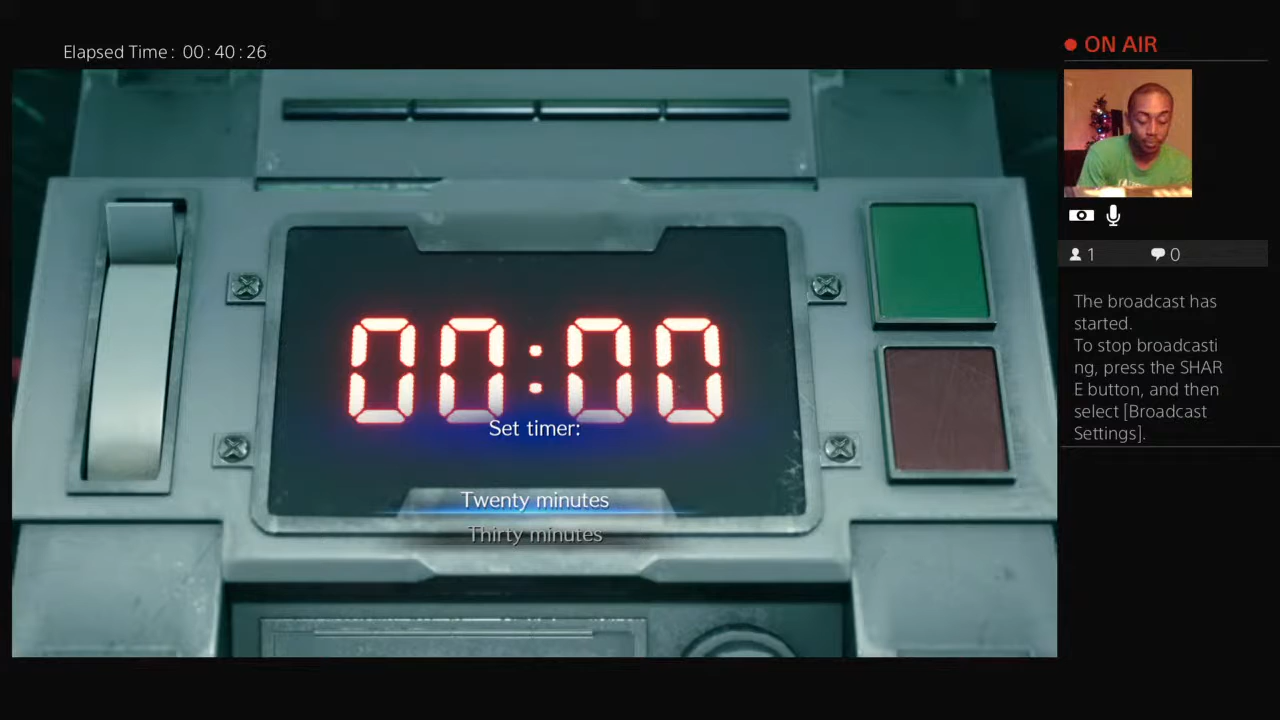 Elapsed Time: 00:40:26
ON AIR
00:00
Set timer:
Twenty minutes
Thirty minutes
1
0
The broadcast has
started.
To stop broadcasti
ng, press the SHAR
E button, and then
select [Broadcast
Settings].